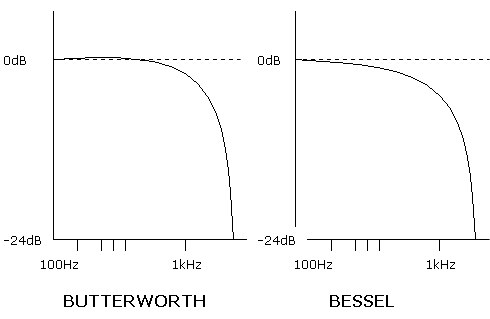 0dB
-24dB
100Hz 1kHz
BUTTERWORTH
0dB
-24dB
100Hz 1kHz
BESSEL